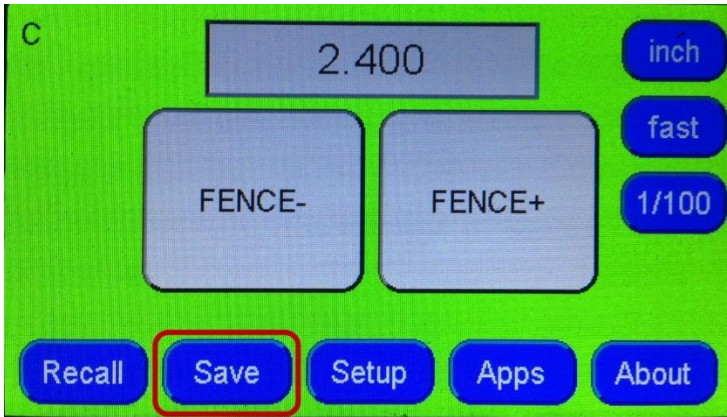 C
2.400
inch
fast
FENCE-
FENCE+
1/100
Recall
Save
Setup
Apps
About